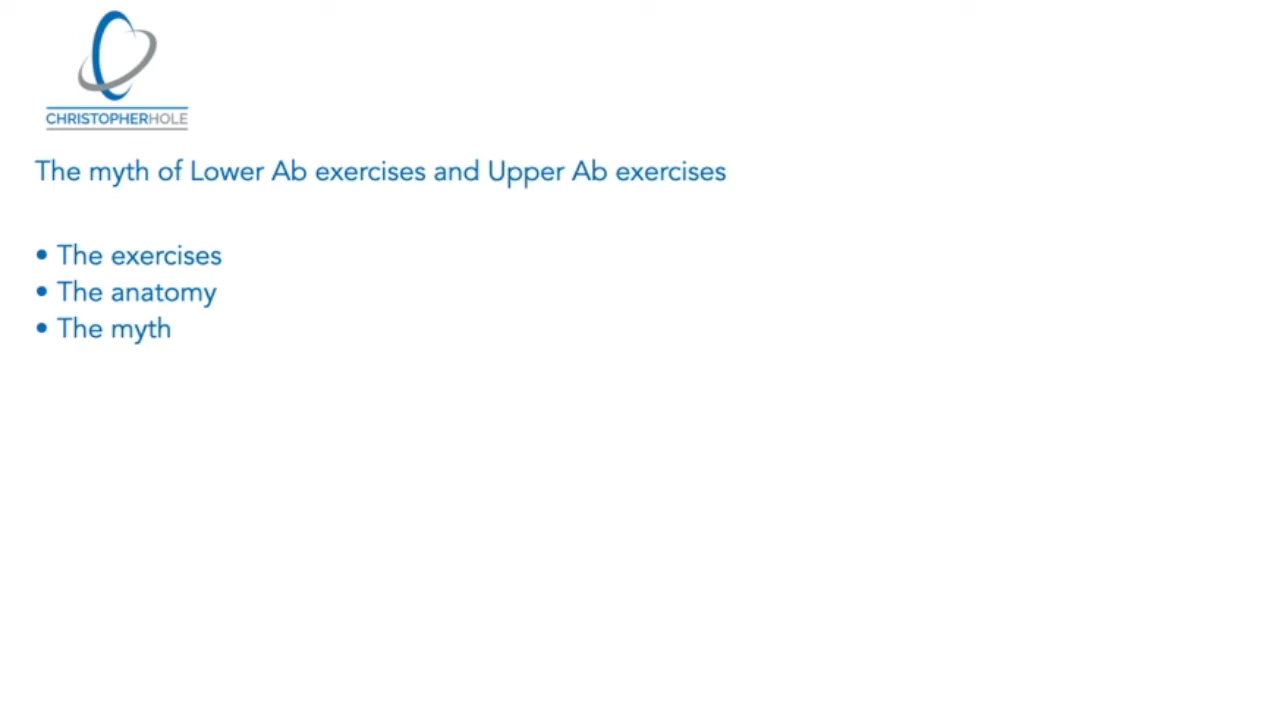 CHRISTOPHERHOLE
The myth of Lower Ab exercises and Upper Ab exercises
• The exercises
• The anatomy
• The myth